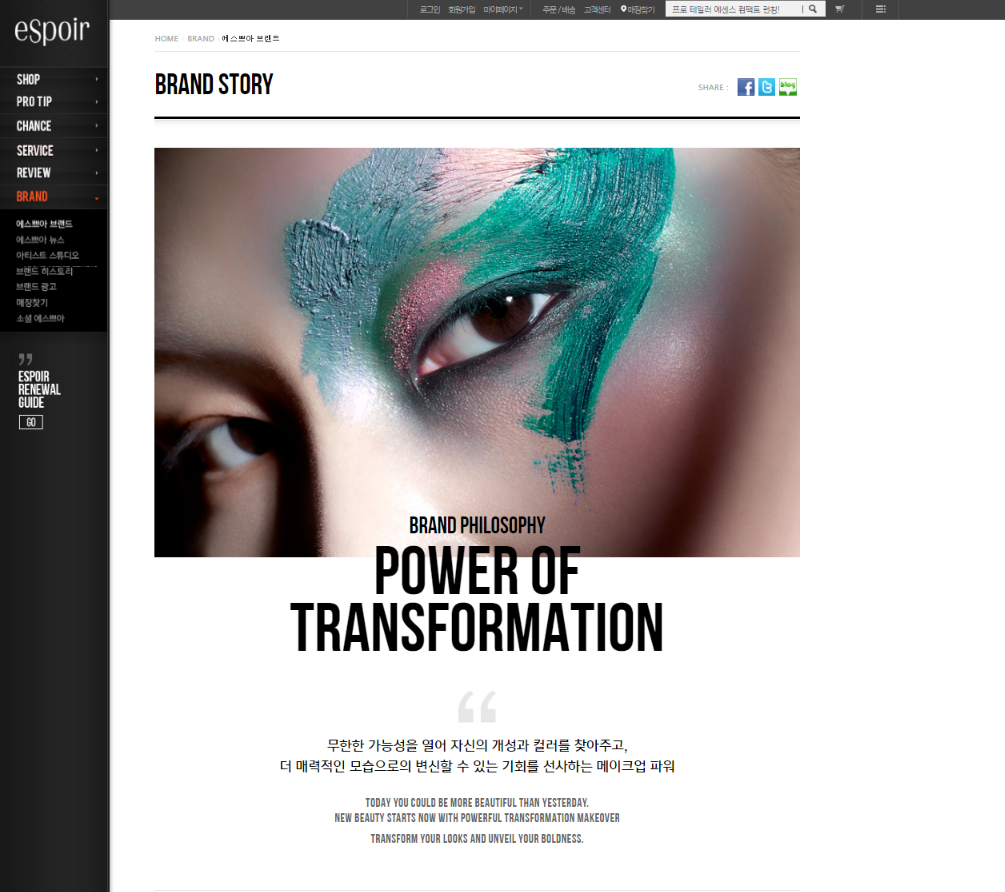 eSpoir
로그인 회원가입 마이페이지 주문/배송 고객센터 매장찾기 프로 테일러 에센스 컴팩트 런칭!
HOME / BRAND / 에스쁘아 브랜드
SHOP
PRO TIP
CHANCE
SERVICE
REVIEW
BRAND
에스쁘아 브랜드
에스쁘아 뉴스
아티스트 스튜디오
브랜드 히스토리
브랜드 광고
매장찾기
소셜 에스쁘아
ESPOIR
RENEWAL
GUIDE
GO
BRAND STORY
SHARE :
blog
BRAND PHILOSOPHY
POWER OF
TRANSFORMATION
무한한 가능성을 열어 자신의 개성과 컬러를 찾아주고,
더 매력적인 모습으로의 변신할 수 있는 기회를 선사하는 메이크업 파워
TODAY YOU COULD BE MORE BEAUTIFUL THAN YESTERDAY.
NEW BEAUTY STARTS NOW WITH POWERFUL TRANSFORMATION MAKEOVER
TRANSFORM YOUR LOOKS AND UNVEIL YOUR BOLDNESS.